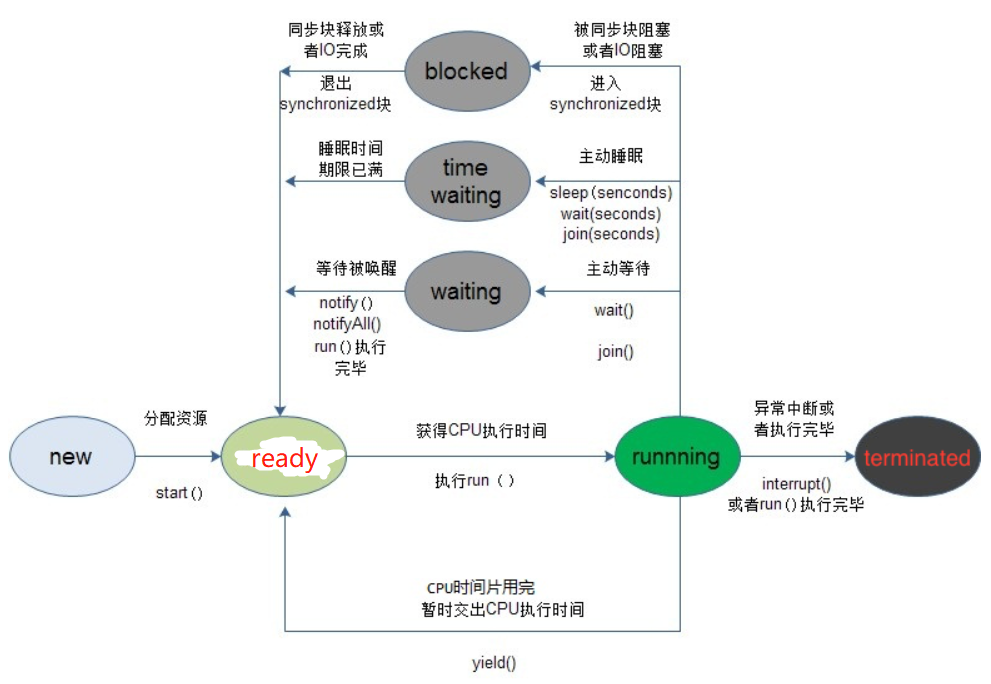 同步块释放或
者IO完成
退出
synchronized块
blocked
被同步块阻塞
或者IO阻塞
进入
synchronized块
睡眠时间
期限已满
time
waiting
主动睡眠
sleep(senconds)
wait(seconds)
join(seconds)
等待被唤醒
notify()
notifyAll()
run()执行
完毕
waiting
主动等待
wait()
join()
new
分配资源
start()
ready
获得CPU执行时间
执行run（）
runnning
异常中断或
者执行完毕
interrupt()
或者run()执行完毕
terminated
CPU时间片用完
暂时交出CPU执行时间
yield()